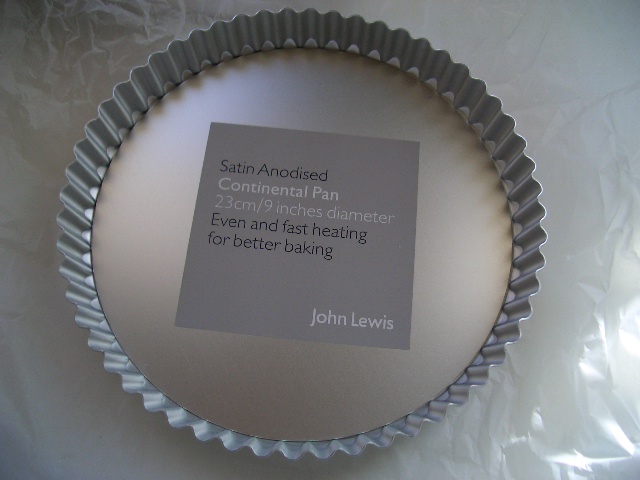 Satin Anodised
Continental Pan
23cm/9 inches diameter
Even and fast heating
for better baking
John Lewis